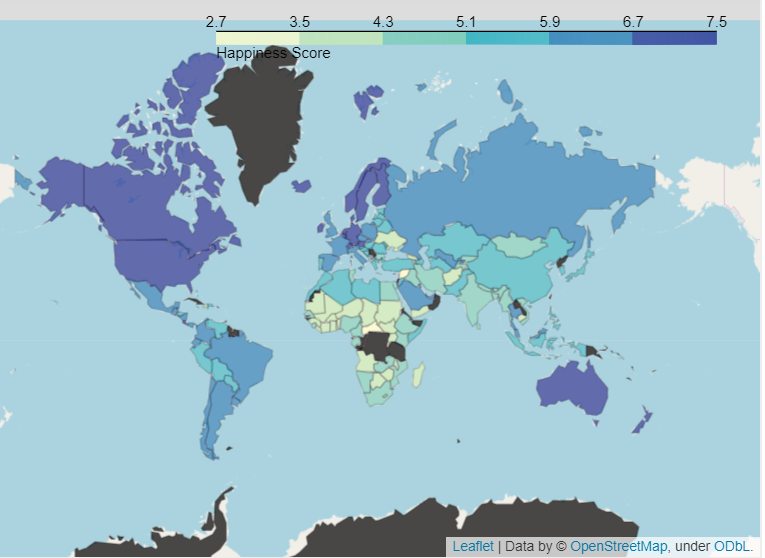 2.7 3.5 4.3 5.1 5.9 6.7 7.5
Happiness Score
Leaflet | Data by © OpenStreetMap, under ODbL.